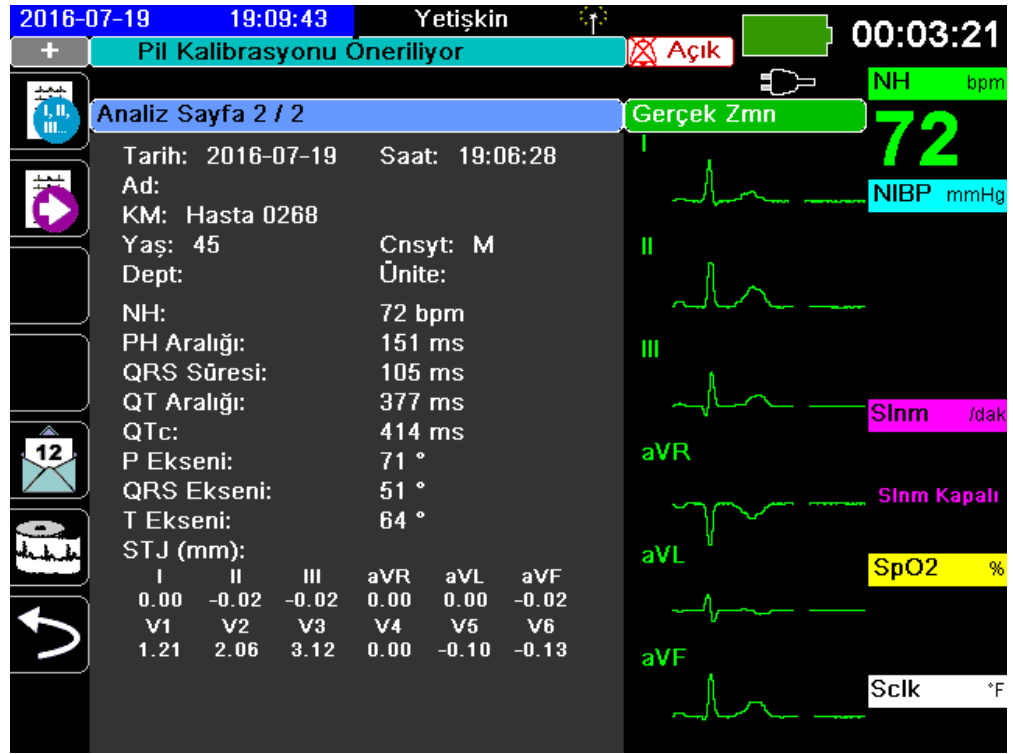 2016-07-19 19:09:43 Yetişkin
00:03:21
+ Pil Kalibrasyonu Öneriliyor Açık
NH bpm
72
I, II, III...
Analiz Sayfa 2 / 2
Gerçek Zmn
Tarih: 2016-07-19 Saat: 19:06:28
Ad:
KM: Hasta 0268
Yaş: 45 Cnsyt: M
Dept: Ünite:
NH: 72 bpm
PH Aralığı: 151 ms
QRS Süresi: 105 ms
QT Aralığı: 377 ms
QTc: 414 ms
P Ekseni: 71 °
QRS Ekseni: 51 °
T Ekseni: 64 °
STJ (mm):
I II III aVR aVL aVF
0.00 -0.02 -0.02 0.00 0.00 -0.02
V1 V2 V3 V4 V5 V6
1.21 2.06 3.12 0.00 -0.10 -0.13
12
I
II
III
aVR
aVL
aVF
NIBP mmHg
Slnm /dak
Slnm Kapalı
SpO2 %
Sclk °F